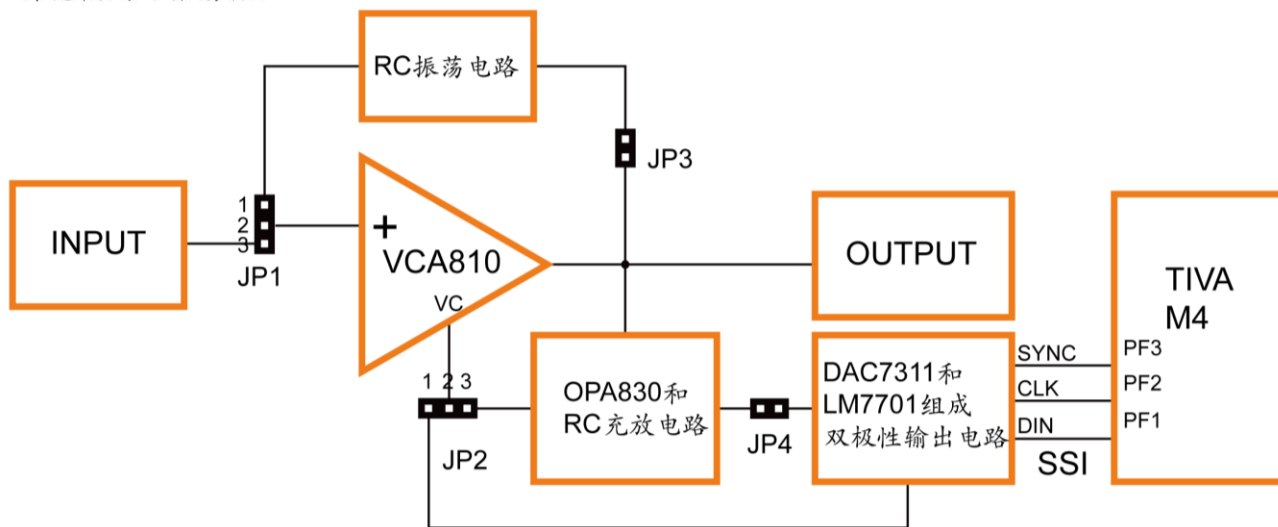 RC振荡电路
JP3
1
2
3
JP1
INPUT
+
VCA810
VC
OUTPUT
TIVA
M4
1 2 3
JP2
OPA830和
RC充放电路
JP4
DAC7311和
LM7701组成
双极性输出电路
SYNC
CLK
DIN
SSI
PF3
PF2
PF1